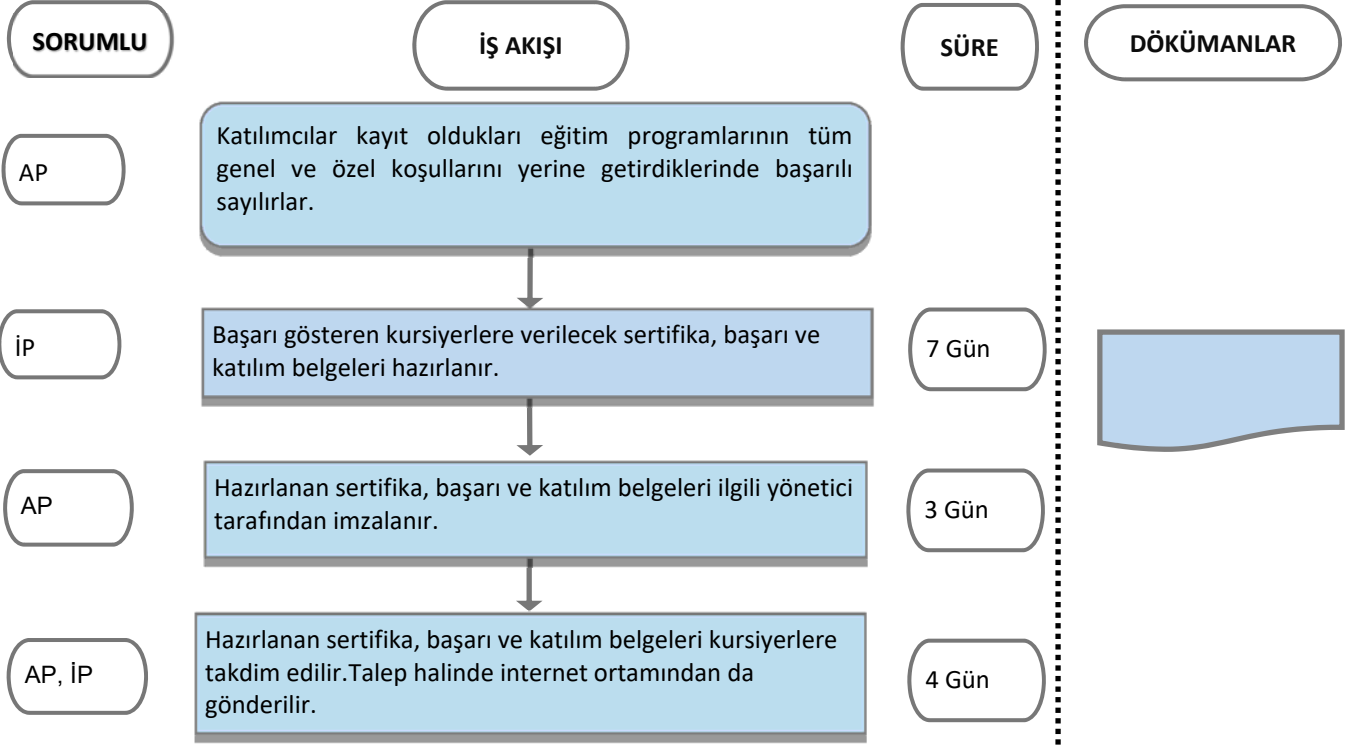 SORUMLU
İŞ AKIŞI
SÜRE
DÖKÜMANLAR
AP
Katılımcılar kayıt oldukları eğitim programlarının tüm
genel ve özel koşullarını yerine getirdiklerinde başarılı
sayılırlar.
İP
Başarı gösteren kursiyerlere verilecek sertifika, başarı ve
katılım belgeleri hazırlanır.
7 Gün
AP
Hazırlanan sertifika, başarı ve katılım belgeleri ilgili yönetici
tarafından imzalanır.
3 Gün
AP, İP
Hazırlanan sertifika, başarı ve katılım belgeleri kursiyerlere
takdim edilir.Talep halinde internet ortamından da
gönderilir.
4 Gün